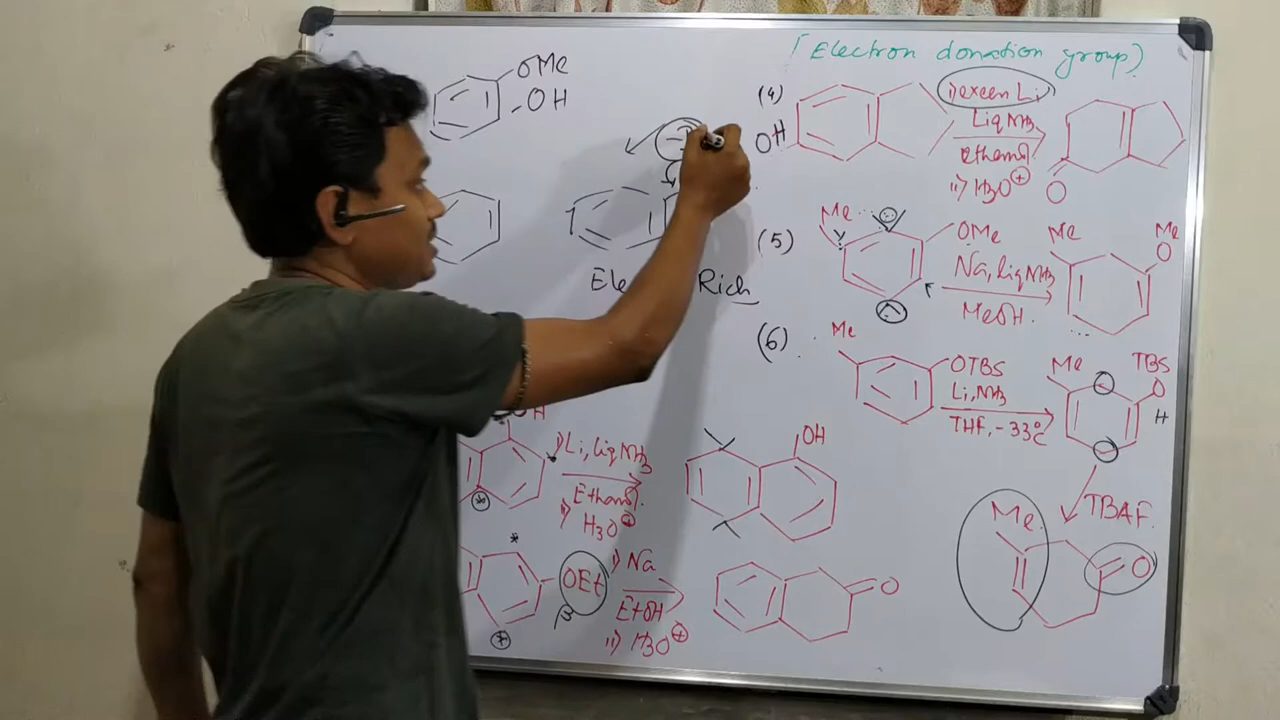 (Electron donation group)
OMe
OH
(4)
OH
i) exeen Li
Liq NH3
Ethanol
ii) H3O⊕
O
Rich
(5)
Me
OMe
Na, liq NH3
MeOH.
Me
Me
O
(6)
Me
OTBS
Li, NH3
THF, -33°C
Me
TBS
O
H
TBAF.
Me
O
i) Li, liq NH3
Ethanol
ii) H3O⊕
OH
OEt
β
i) Na
EtOH
ii) H3O⊕
O